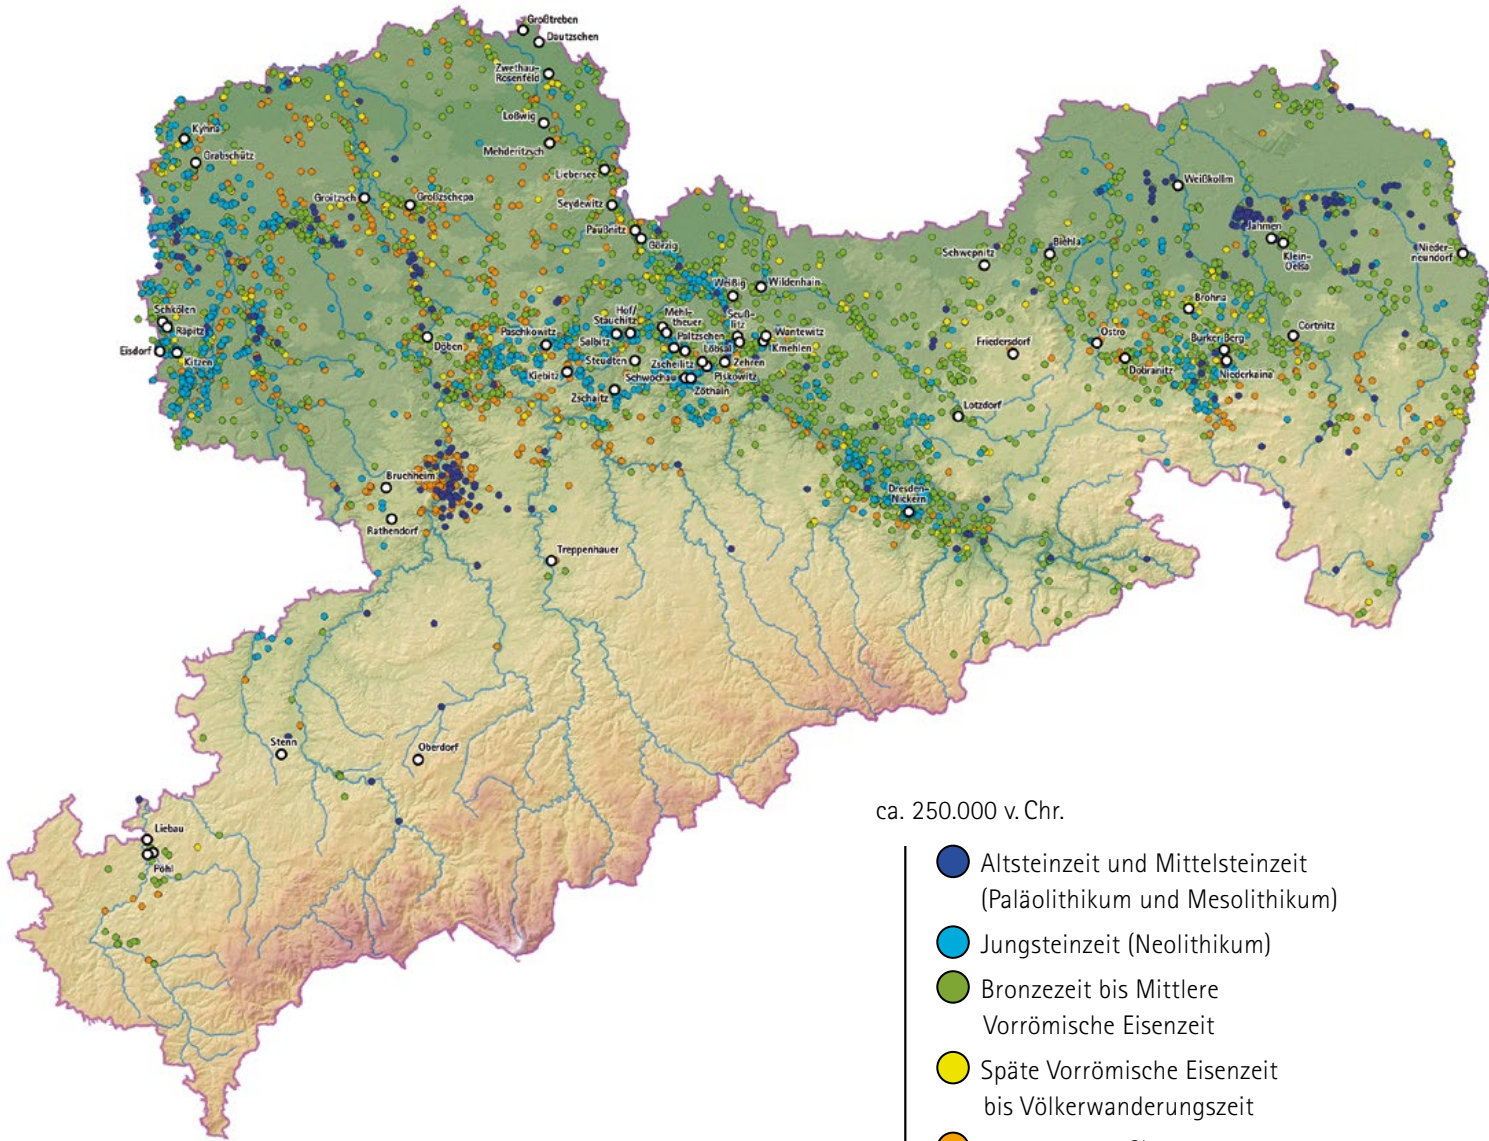 Großtreben
Dautzschen
Zwethau-
Rosenfeld
Loßwig
Mehderitzsch
Liebersee
Kyhna
Grabschütz
Groitzsch
Großzschepa
Seydewitz
Paußnitz
Görzig
Weißkollm
Jahmen
Klein-
Oelsa
Nieder-
neundorf
Schwepnitz
Biehla
Weißig
Wildenhain
Schkölen
Räpitz
Eisdorf
Kitzen
Döben
Paschkowitz
Hof/
Stauchitz
Mehl-
theuer
Seuß-
litz
Wantewitz
Salbitz
Paltzschen
Kmehlen
Steudten
Zscheilitz
Löbsal
Zehren
Kiebitz
Schwochau
Piskowitz
Zschaitz
Zöthain
Friedersdorf
Ostro
Brohna
Burker Berg
Cortnitz
Dobranitz
Niederkaina
Lotzdorf
Bruchheim
Rathendorf
Dresden-
Nickern
Treppenhauer
Stenn
Oberdorf
Liebau
Pöhl
ca. 250.000 v. Chr.
Altsteinzeit und Mittelsteinzeit
(Paläolithikum und Mesolithikum)
Jungsteinzeit (Neolithikum)
Bronzezeit bis Mittlere
Vorrömische Eisenzeit
Späte Vorrömische Eisenzeit
bis Völkerwanderungszeit